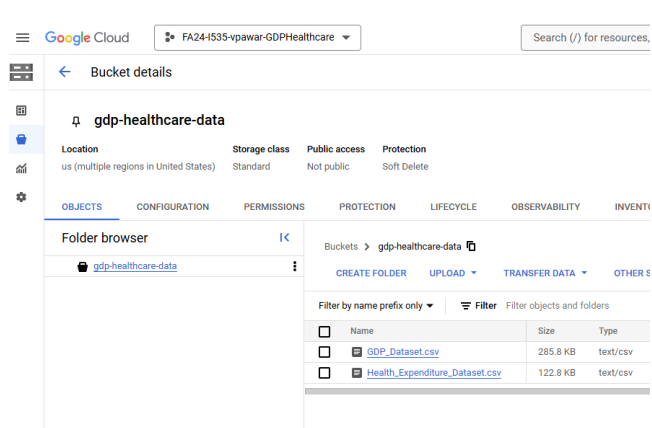 Google Cloud FA24-I535-vpawar-GDPHealthcare Search (/) for resources,
Bucket details
gdp-healthcare-data
Location Storage class Public access Protection
us (multiple regions in United States) Standard Not public Soft Delete
OBJECTS CONFIGURATION PERMISSIONS PROTECTION LIFECYCLE OBSERVABILITY INVENTO
Folder browser
gdp-healthcare-data
Buckets > gdp-healthcare-data
CREATE FOLDER UPLOAD TRANSFER DATA OTHER S
Filter by name prefix only Filter Filter objects and folders
Name Size Type
GDP_Dataset.csv 285.8 KB text/csv
Health_Expenditure_Dataset.csv 122.8 KB text/csv